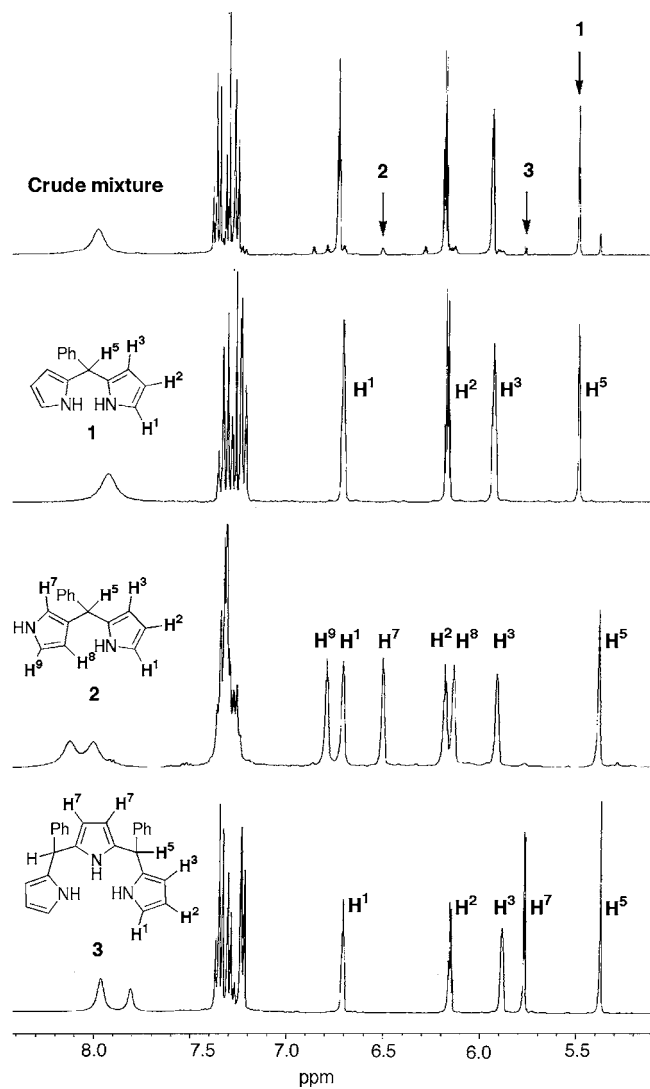 1
2
3
Crude mixture
Ph
H⁵
H³
H²
NH
HN
H¹
1
H¹
H²
H³
H⁵
H⁷
Ph
H⁵
H³
HN
H²
HN
H⁹
H⁸
H¹
2
H⁹
H¹
H⁷
H²
H⁸
H³
H⁵
H⁷
H⁷
Ph
Ph
H
N
H
H⁵
H³
NH
HN
H²
H¹
3
H¹
H²
H³
H⁷
H⁵
8.0
7.5
7.0
6.5
6.0
5.5
ppm